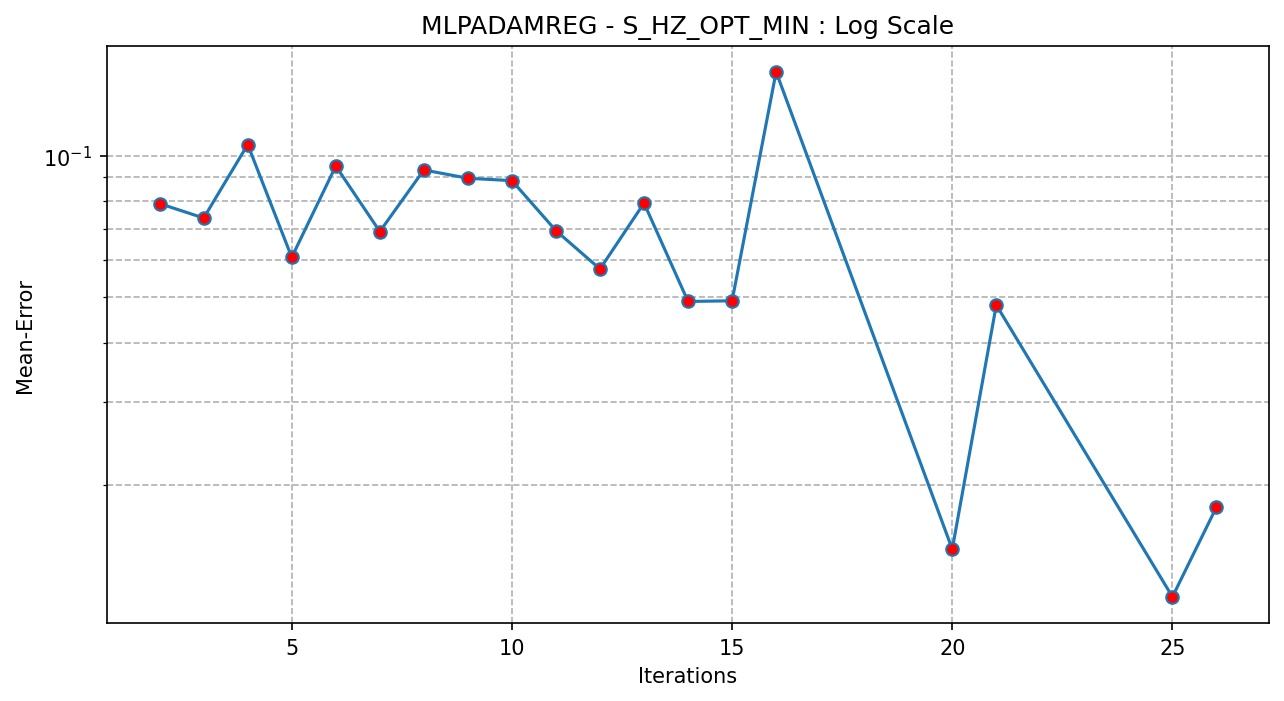 MLPADAMREG - S_HZ_OPT_MIN : Log Scale
10⁻¹
Mean-Error
5 10 15 20 25
Iterations